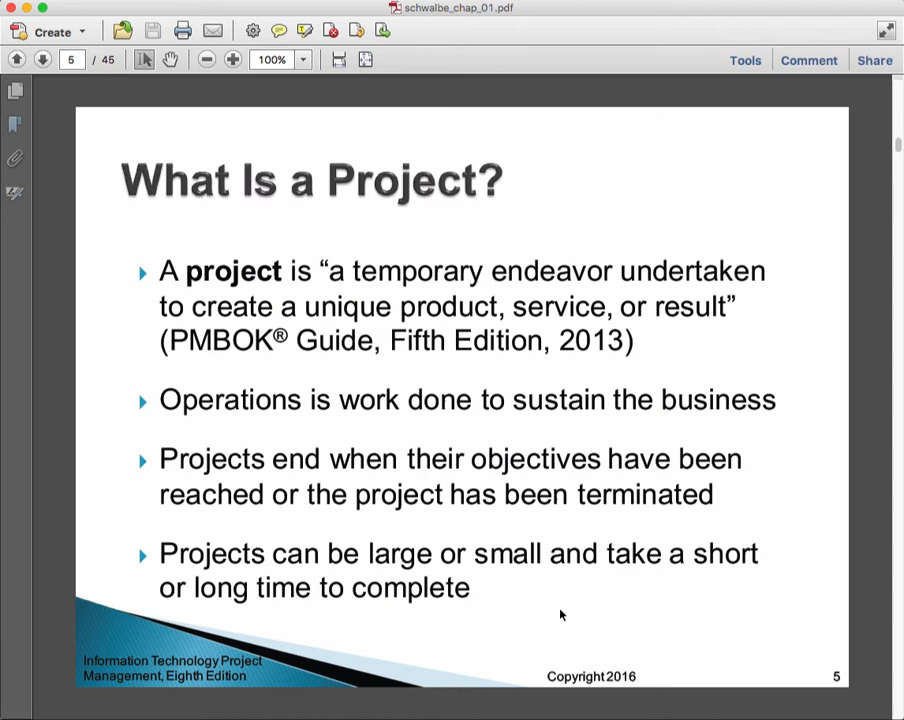 schwalbe_chap_01.pdf
Create
5 / 45
100%
Tools
Comment
Share
What Is a Project?
A project is “a temporary endeavor undertaken
to create a unique product, service, or result”
(PMBOK® Guide, Fifth Edition, 2013)
Operations is work done to sustain the business
Projects end when their objectives have been
reached or the project has been terminated
Projects can be large or small and take a short
or long time to complete
Information Technology Project
Management, Eighth Edition
Copyright 2016
5